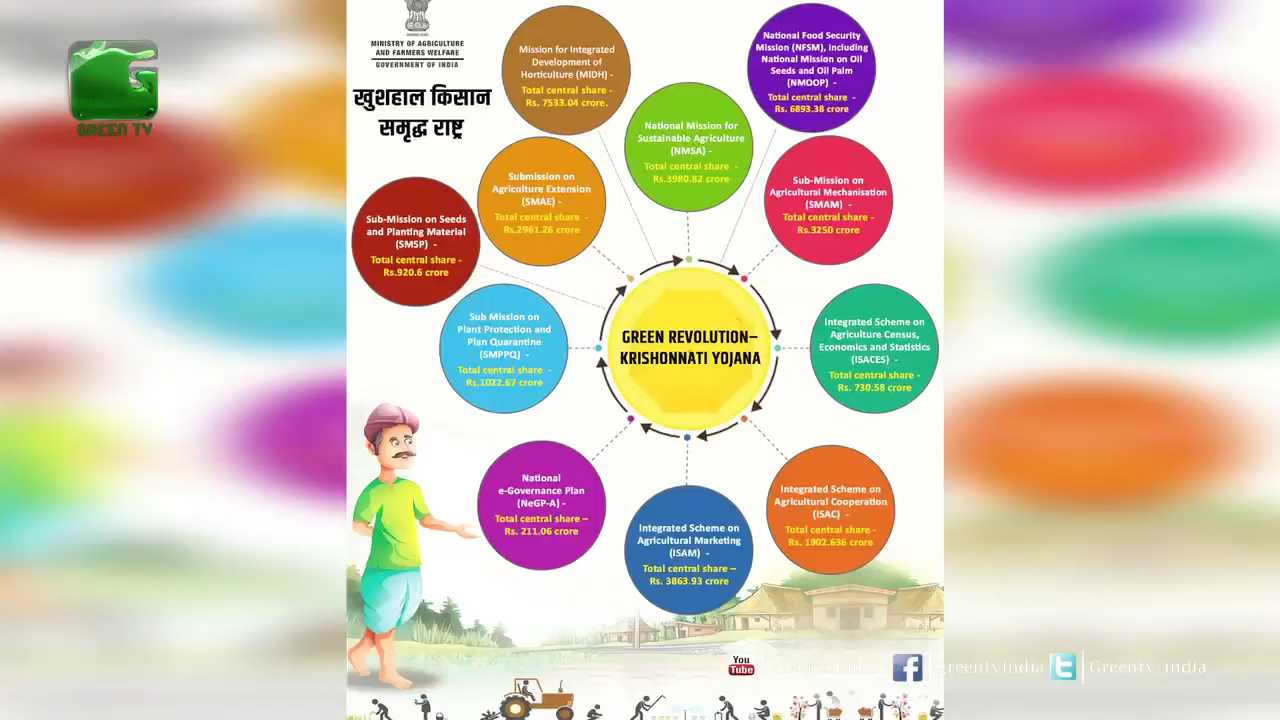 GREEN TV
MINISTRY OF AGRICULTURE
AND FARMERS WELFARE
GOVERNMENT OF INDIA
खुशहाल किसान
समृद्ध राष्ट्र
Mission for Integrated
Development of
Horticulture (MIDH) -
Total central share -
Rs. 7533.04 crore.
National Food Security
Mission (NFSM), including
National Mission on Oil
Seeds and Oil Palm
(NMOOP) -
Total central share -
Rs. 6893.38 crore
National Mission for
Sustainable Agriculture
(NMSA) -
Total central share -
Rs.3980.82 crore
Submission on
Agriculture Extension
(SMAE) -
Total central share -
Rs.2961.26 crore
Sub-Mission on
Agricultural Mechanisation
(SMAM) -
Total central share -
Rs.3250 crore
Sub-Mission on Seeds
and Planting Material
(SMSP) -
Total central share -
Rs.920.6 crore
Sub Mission on
Plant Protection and
Plan Quarantine
(SMPPQ) -
Total central share -
Rs.1022.67 crore
GREEN REVOLUTION–
KRISHONNATI YOJANA
Integrated Scheme on
Agriculture Census,
Economics and Statistics
(ISACES) -
Total central share -
Rs. 730.58 crore
National
e-Governance Plan
(NeGP-A) -
Total central share –
Rs. 211.06 crore
Integrated Scheme on
Agricultural Marketing
(ISAM) -
Total central share –
Rs. 3863.93 crore
Integrated Scheme on
Agricultural Cooperation
(ISAC) -
Total central share -
Rs. 1902.636 crore
You
Tube
greentvindia
Greentv_india